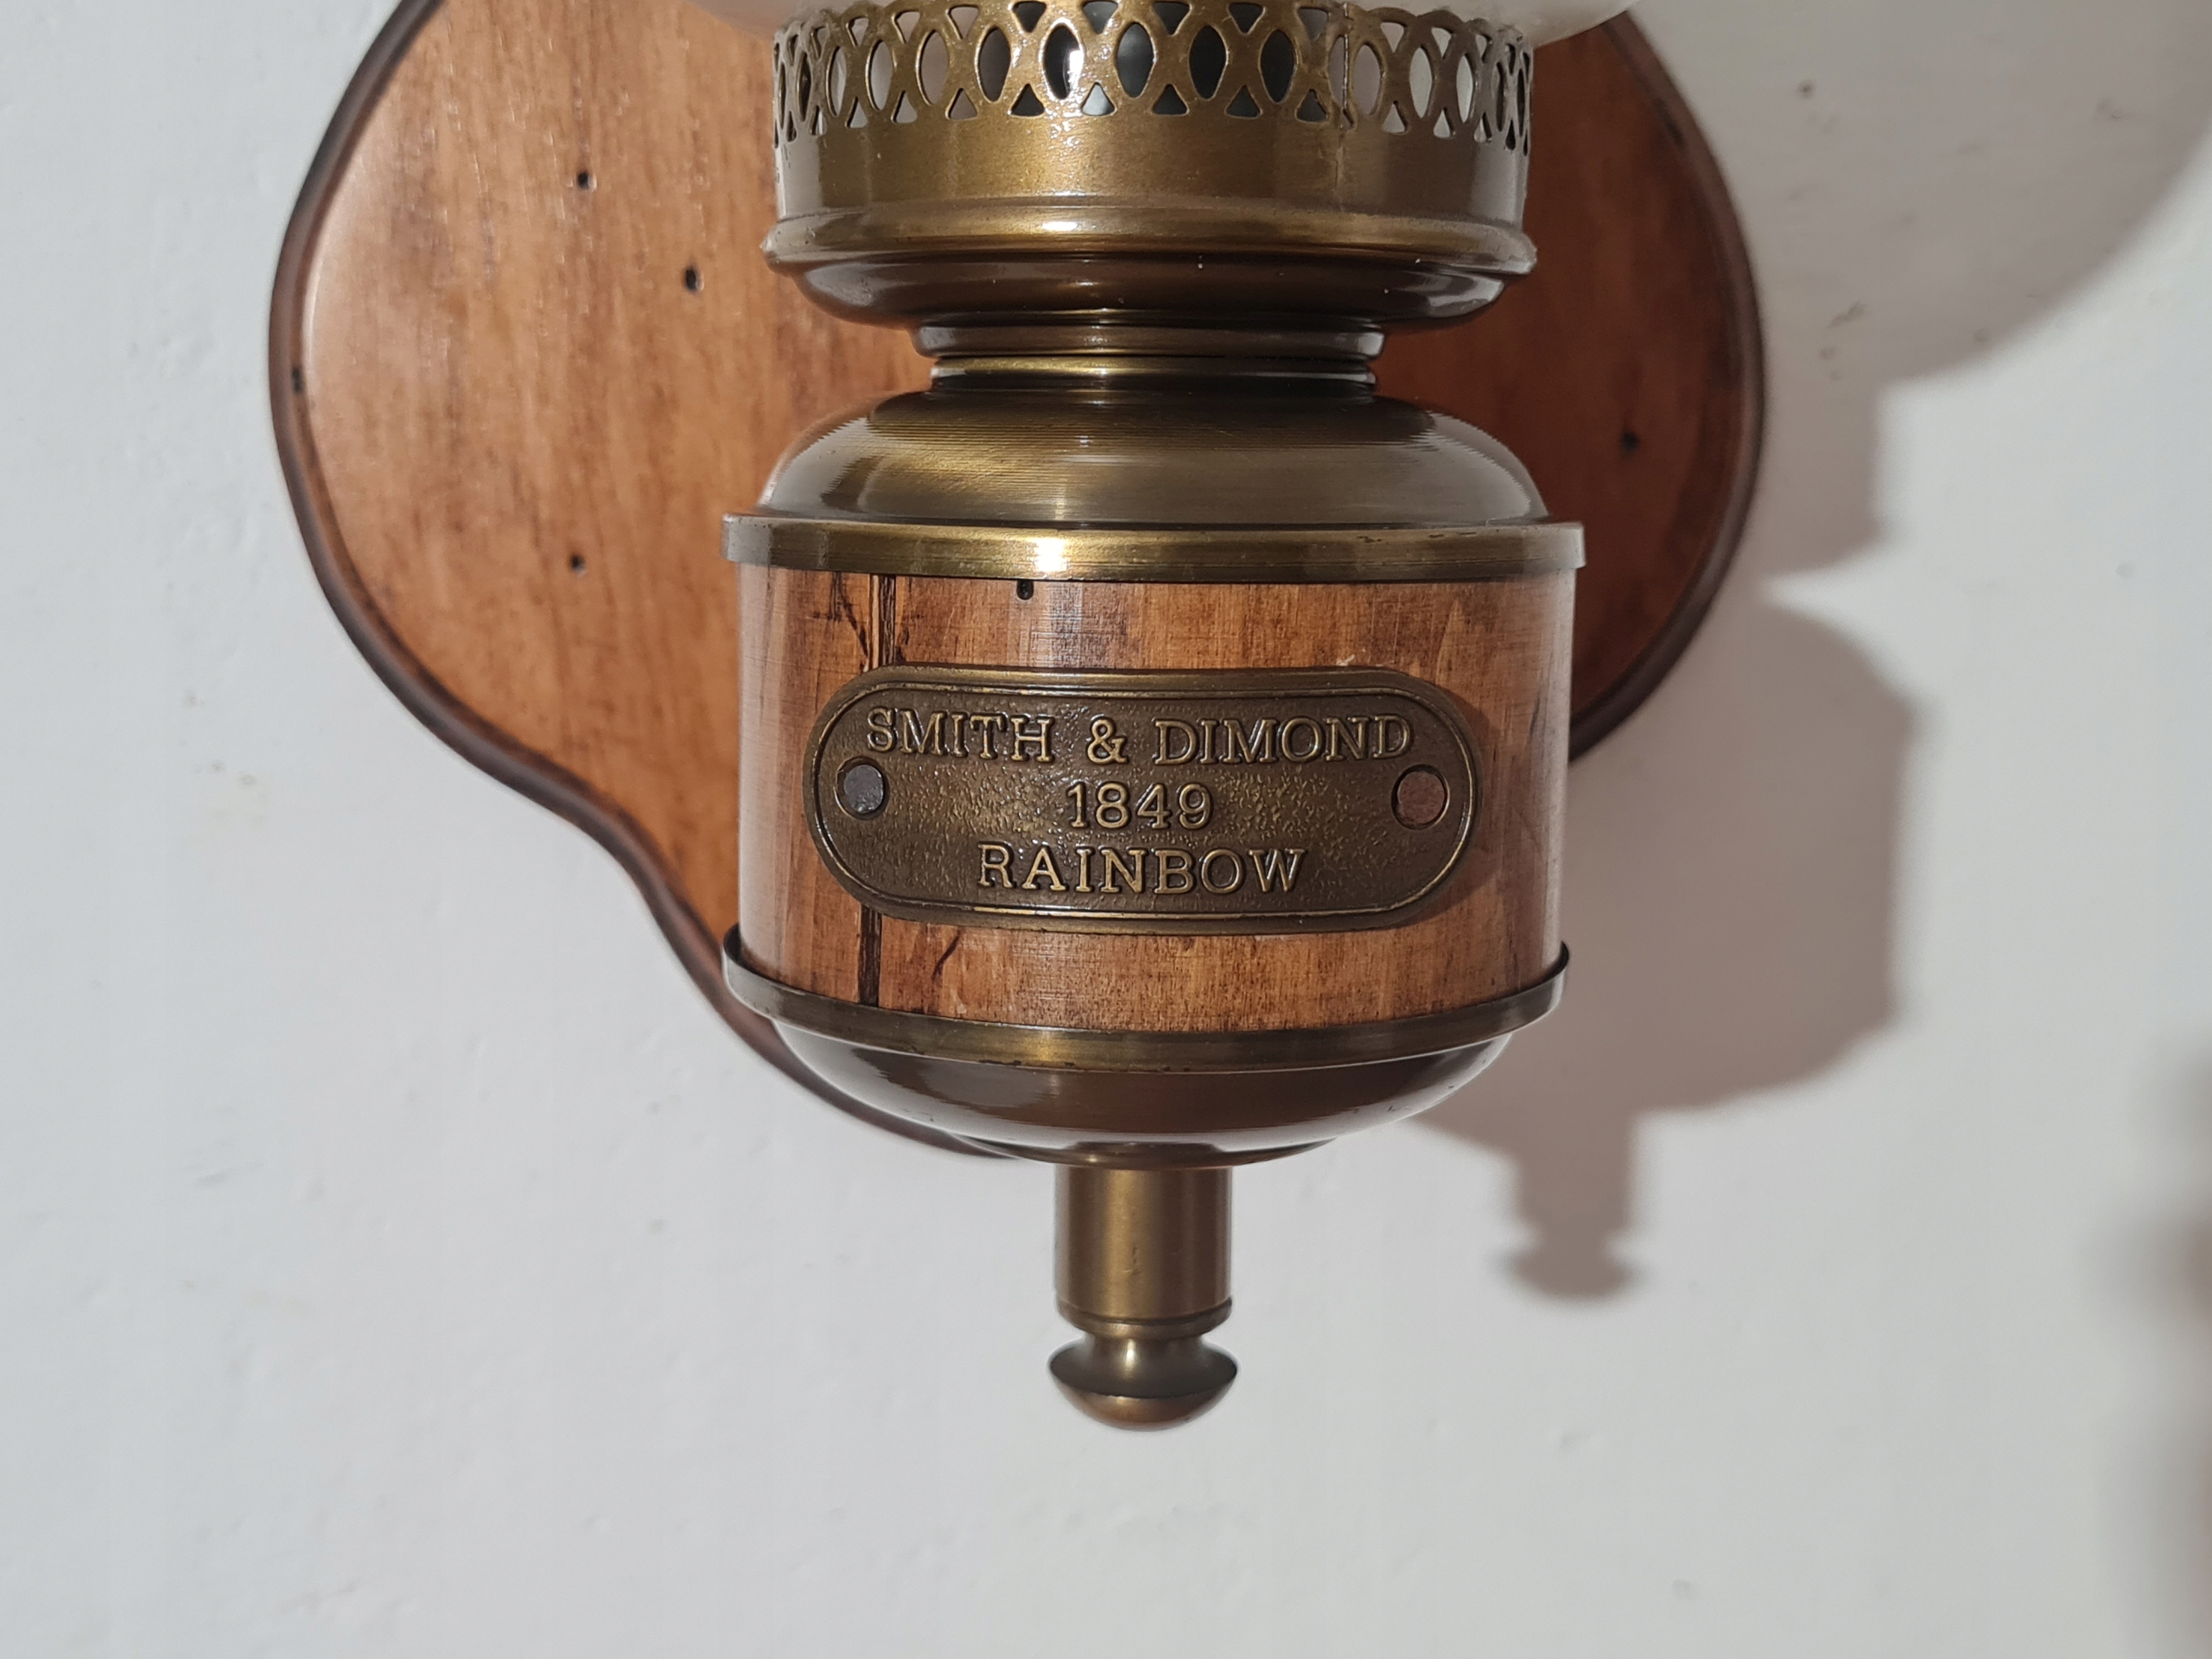 SMITH & DIMOND
1849
RAINBOW